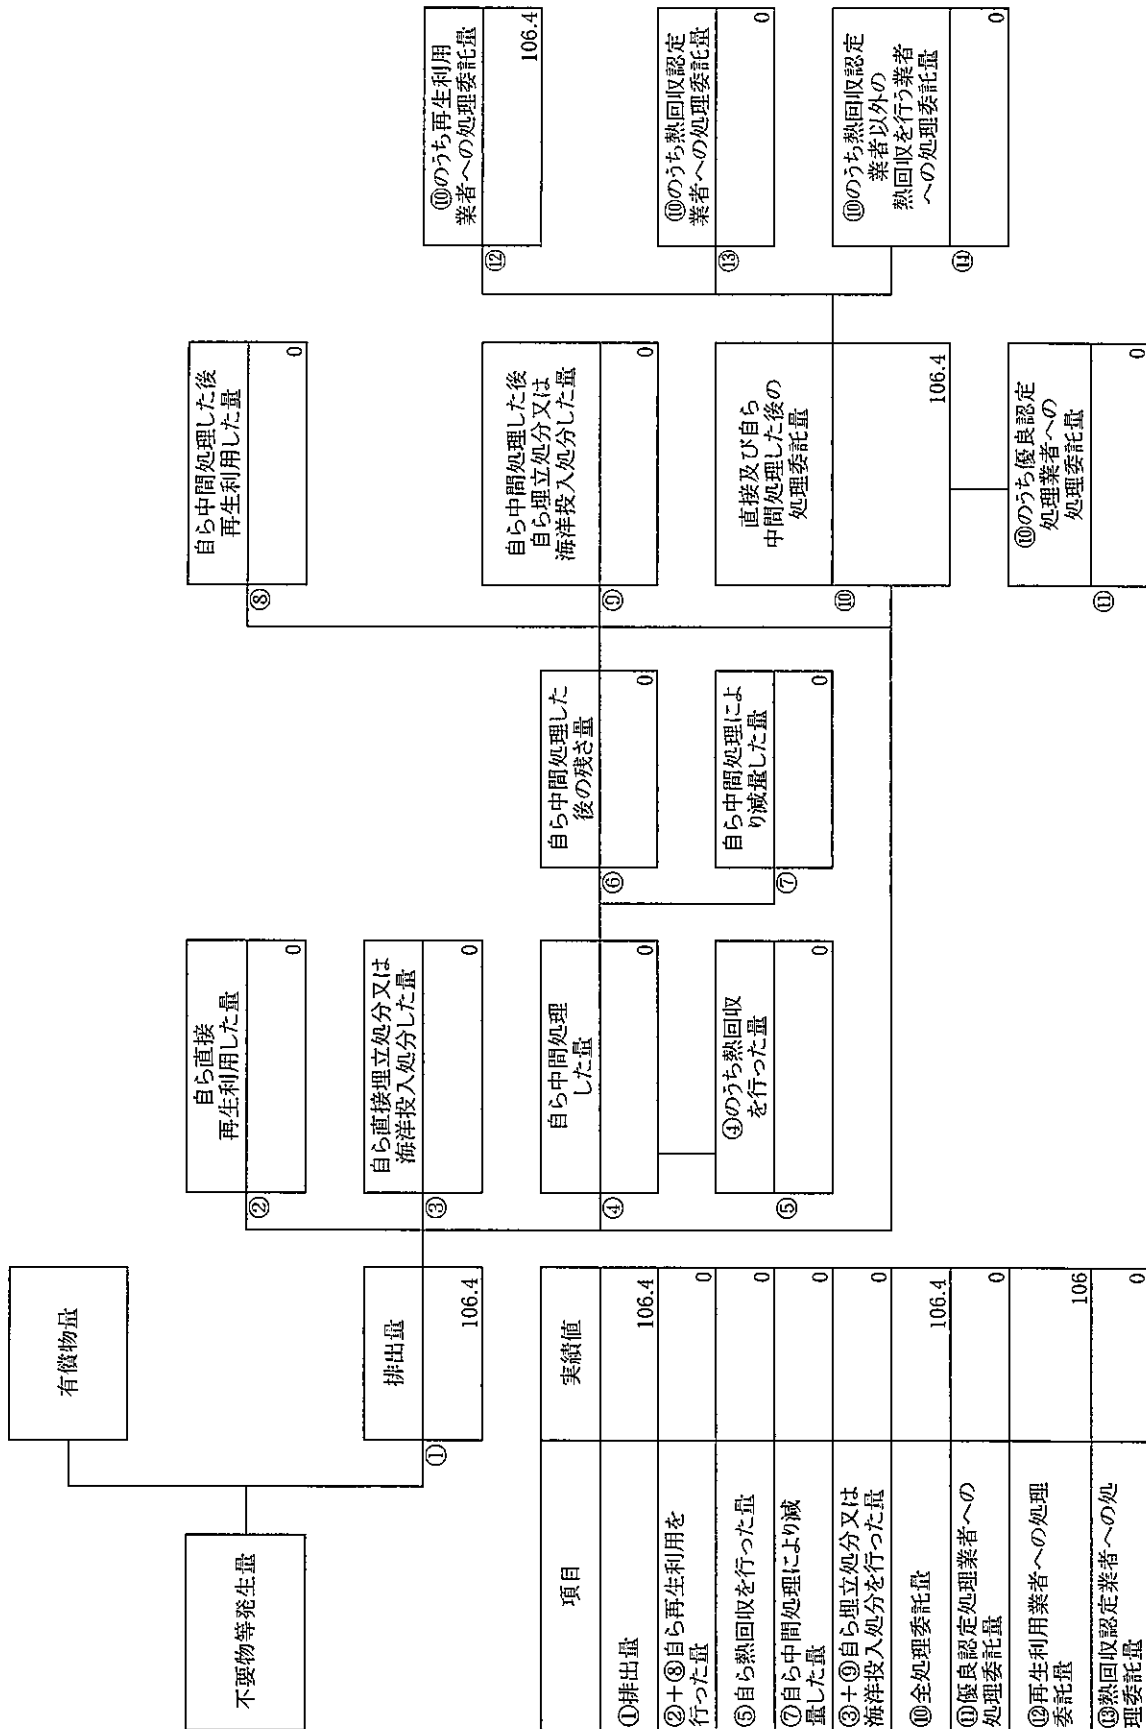 有償物量
不要物等発生量
①
排出量
106.4
②
自ら直接
再生利用した量
0
③
自ら直接埋立処分又は
海洋投入処分した量
0
④
自ら中間処理
した量
0
⑤
④のうち熱回収
を行った量
0
⑥
自ら中間処理した
後の残さ量
0
⑦
自ら中間処理によ
り減量した量
0
⑧
自ら中間処理した後
再生利用した量
0
⑨
自ら中間処理した後
自ら埋立処分又は
海洋投入処分した量
0
⑩
直接及び自ら
中間処理した後の
処理委託量
106.4
⑪
⑩のうち優良認定
処理業者への
処理委託量
0
⑫
⑩のうち再生利用
業者への処理委託量
106.4
⑬
⑩のうち熱回収認定
業者への処理委託量
0
⑭
⑩のうち熱回収認定
業者以外の
熱回収を行う業者
への処理委託量
0
項目 実績値
①排出量 106.4
②+⑧自ら再生利用を
行った量 0
⑤自ら熱回収を行った量 0
⑦自ら中間処理により減
量した量 0
③+⑨自ら埋立処分又は
海洋投入処分を行った量 0
⑩全処理委託量 106.4
⑪優良認定処理業者への
処理委託量 0
⑫再生利用業者への処理
委託量 106
⑬熱回収認定業者への処
理委託量 0